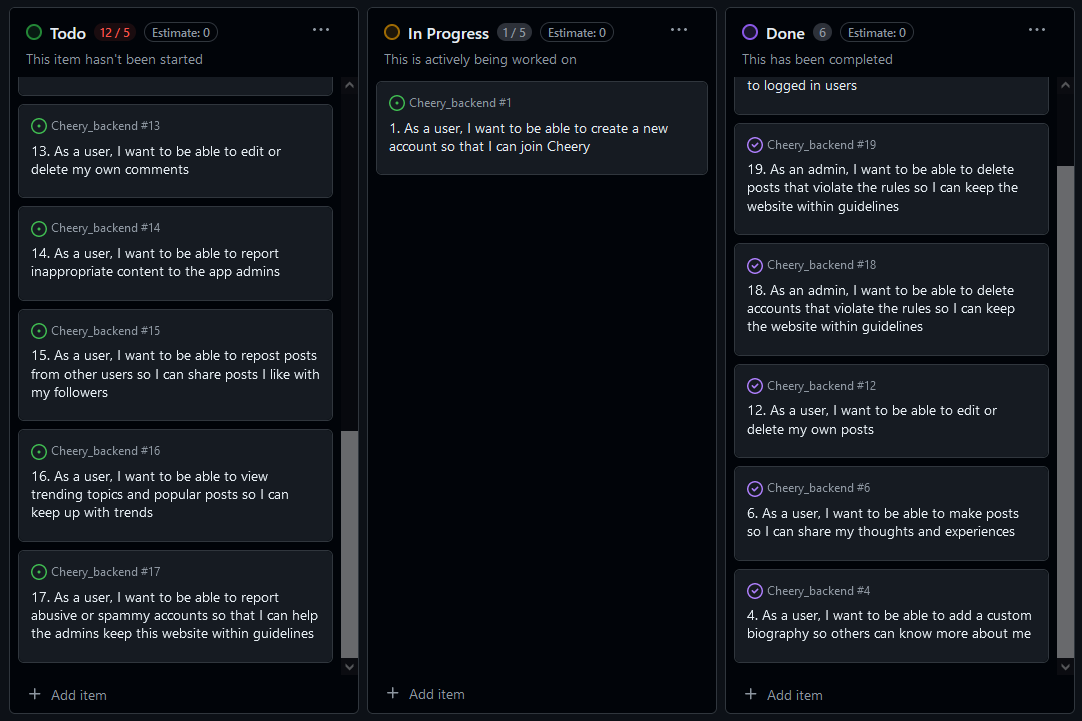 Todo 12 / 5 Estimate: 0
This item hasn't been started
Cheery_backend #13
13. As a user, I want to be able to edit or
delete my own comments
Cheery_backend #14
14. As a user, I want to be able to report
inappropriate content to the app admins
Cheery_backend #15
15. As a user, I want to be able to repost posts
from other users so I can share posts I like with
my followers
Cheery_backend #16
16. As a user, I want to be able to view
trending topics and popular posts so I can
keep up with trends
Cheery_backend #17
17. As a user, I want to be able to report
abusive or spammy accounts so that I can help
the admins keep this website within guidelines
+ Add item
In Progress 1 / 5 Estimate: 0
This is actively being worked on
Cheery_backend #1
1. As a user, I want to be able to create a new
account so that I can join Cheery
+ Add item
Done 6 Estimate: 0
This has been completed
to logged in users
Cheery_backend #19
19. As an admin, I want to be able to delete
posts that violate the rules so I can keep the
website within guidelines
Cheery_backend #18
18. As an admin, I want to be able to delete
accounts that violate the rules so I can keep
the website within guidelines
Cheery_backend #12
12. As a user, I want to be able to edit or
delete my own posts
Cheery_backend #6
6. As a user, I want to be able to make posts
so I can share my thoughts and experiences
Cheery_backend #4
4. As a user, I want to be able to add a custom
biography so others can know more about me
+ Add item